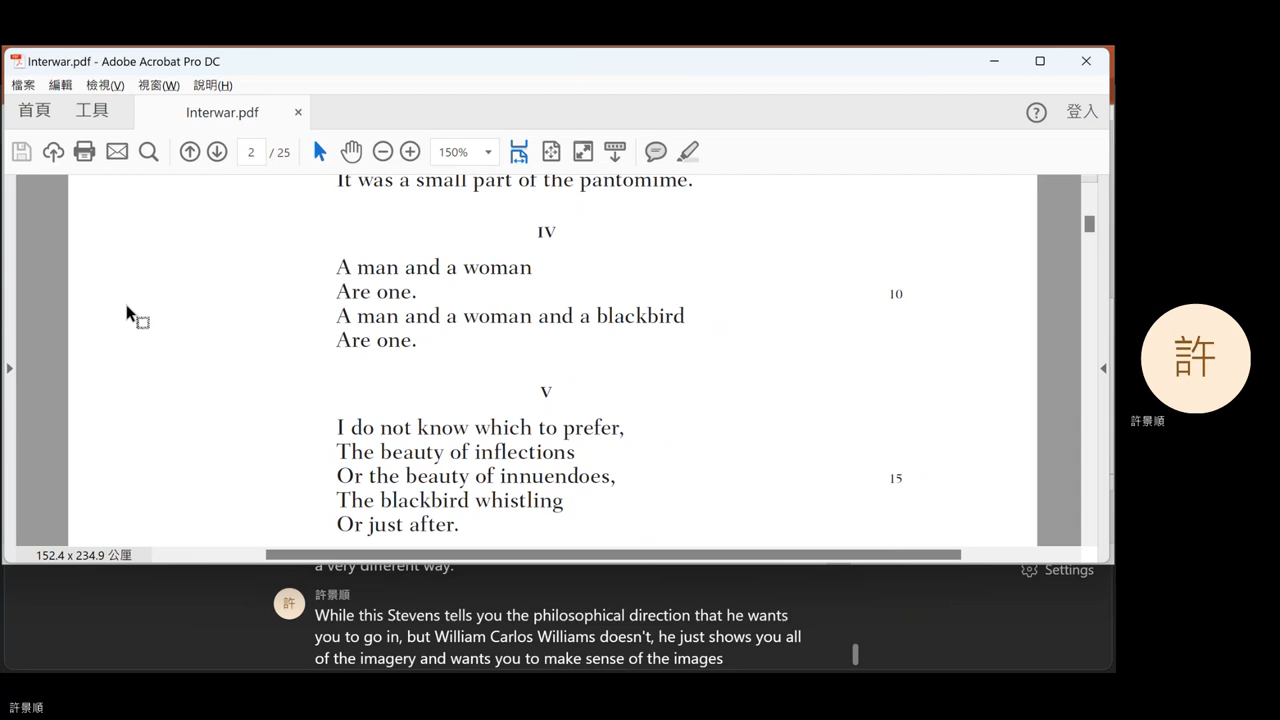 Interwar.pdf - Adobe Acrobat Pro DC
檔案 編輯 檢視(V) 視窗(W) 說明(H)
首頁 工具 Interwar.pdf × ? 登入
2 / 25 150%
It was a small part of the pantomime.
IV
A man and a woman
Are one. 10
A man and a woman and a blackbird
Are one.
V
I do not know which to prefer,
The beauty of inflections
Or the beauty of innuendoes, 15
The blackbird whistling
Or just after.
152.4 x 234.9 公厘
a very different way.
Settings
許 許景順
While this Stevens tells you the philosophical direction that he wants
you to go in, but William Carlos Williams doesn't, he just shows you all
of the imagery and wants you to make sense of the images
許
許景順
許景順